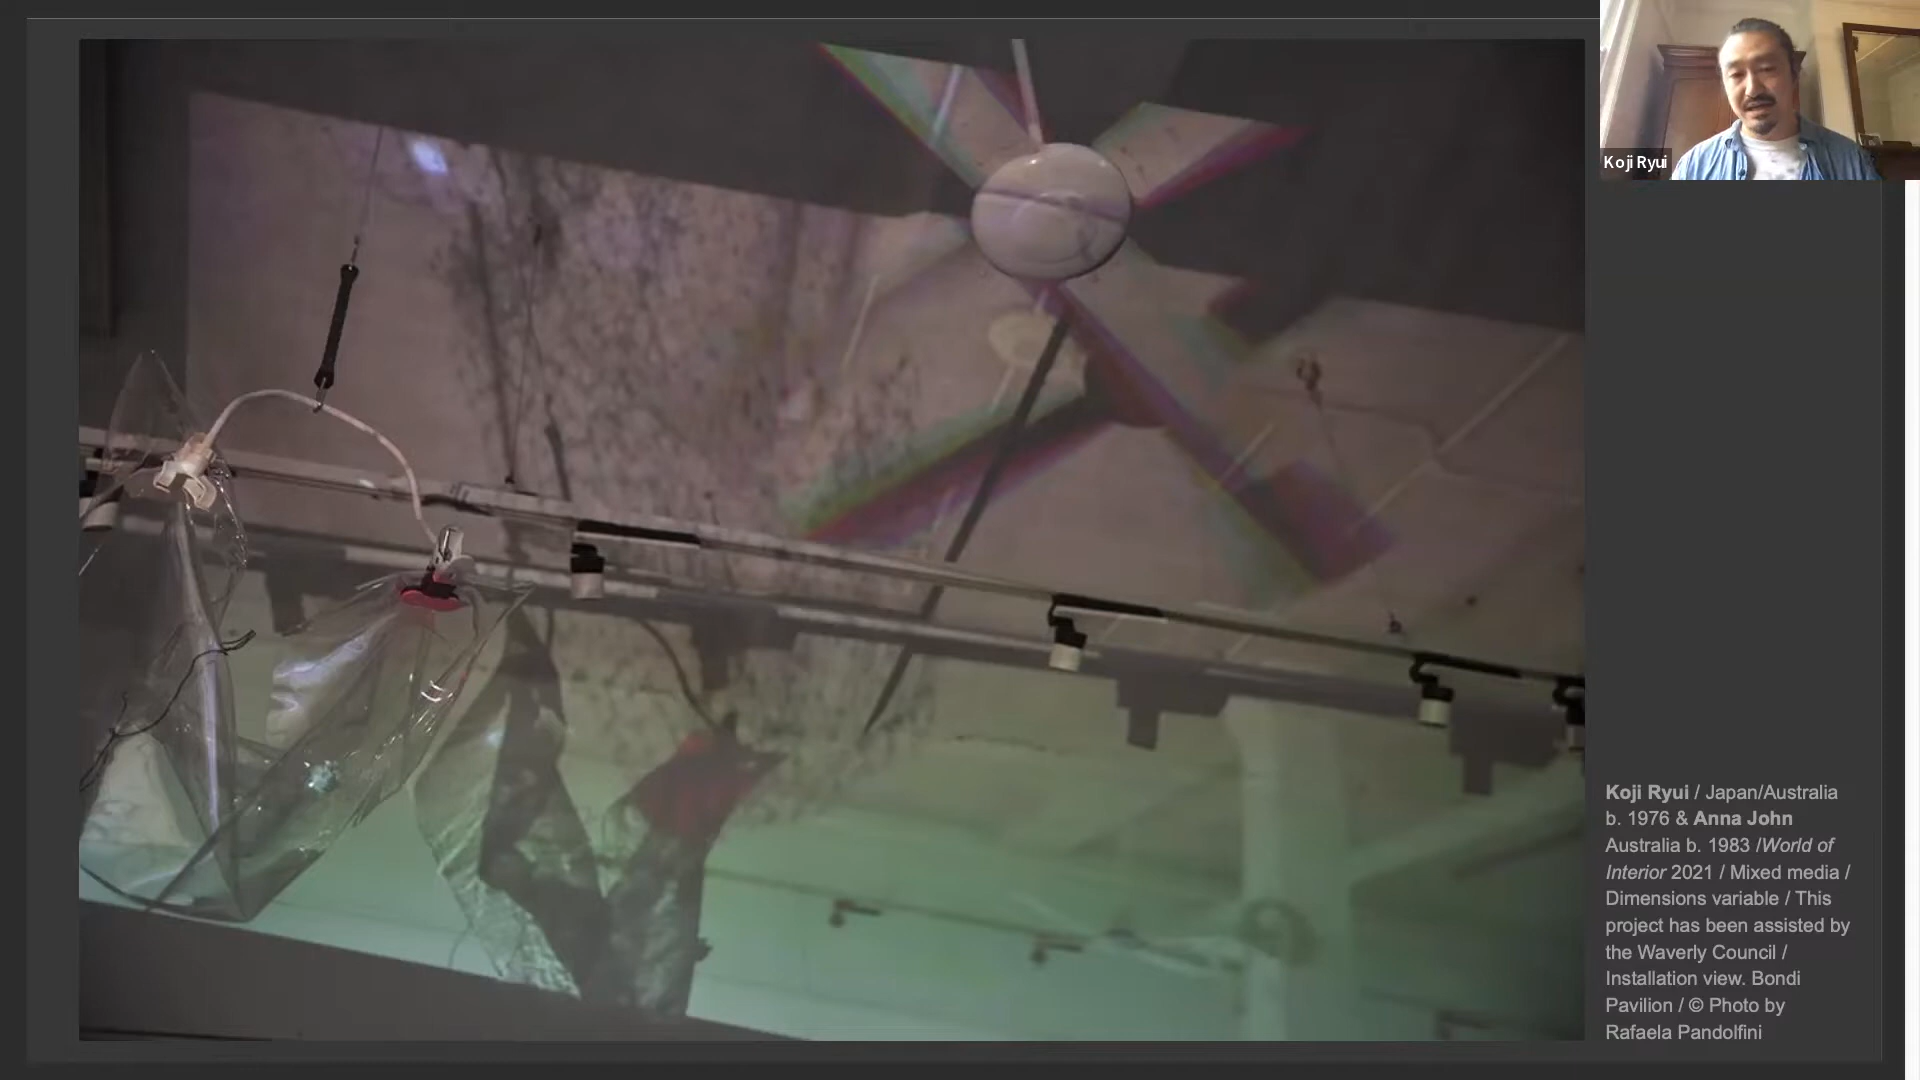 Koji Ryui
Koji Ryui / Japan/Australia
b. 1976 & Anna John
Australia b. 1983 /World of
Interior 2021 / Mixed media /
Dimensions variable / This
project has been assisted by
the Waverly Council /
Installation view. Bondi
Pavilion / © Photo by
Rafaela Pandolfini